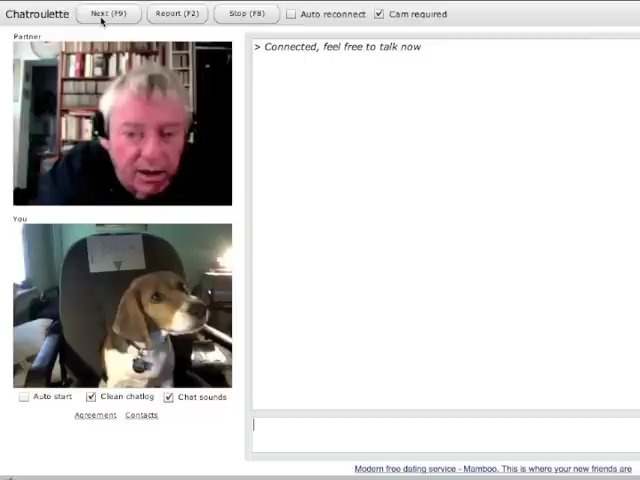 Chatroulette Next (F9) Report (F2) Stop (F8) Auto reconnect Cam required
Partner
> Connected, feel free to talk now
You
Auto start Clean chatlog Chat sounds
Agreement Contacts
Modern free dating service - Mamboo. This is where your new friends are